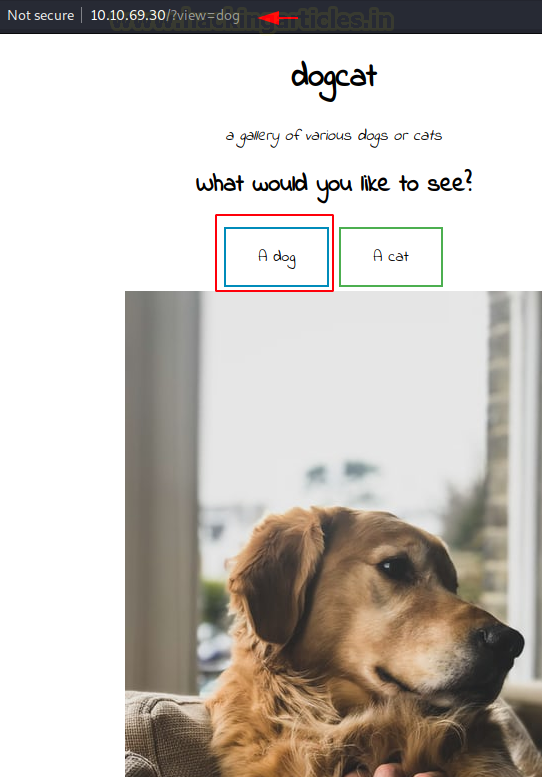 www.hackingarticles.in
Not secure 10.10.69.30/?view=dog
dogcat
a gallery of various dogs or cats
What would you like to see?
A dog A cat